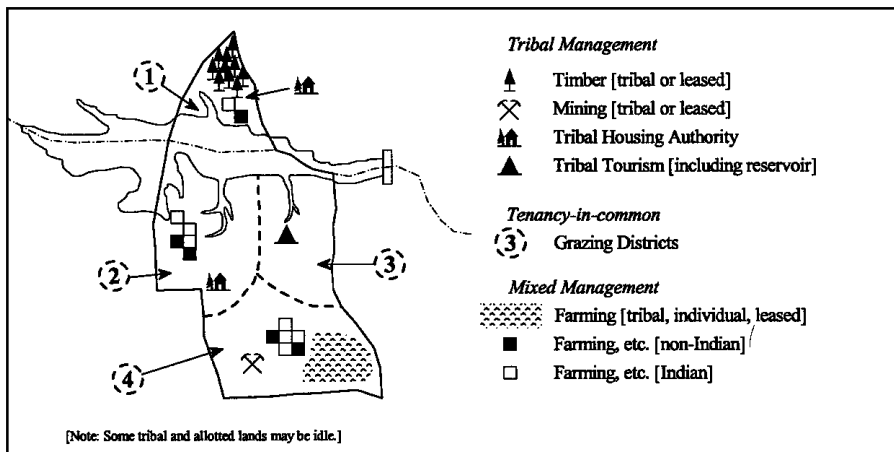 Tribal Management
Timber [tribal or leased]
Mining [tribal or leased]
Tribal Housing Authority
Tribal Tourism [including reservoir]
Tenancy-in-common
3 Grazing Districts
Mixed Management
Farming [tribal, individual, leased]
Farming, etc. [non-Indian]
Farming, etc. [Indian]
1
2
3
4
[Note: Some tribal and allotted lands may be idle.]